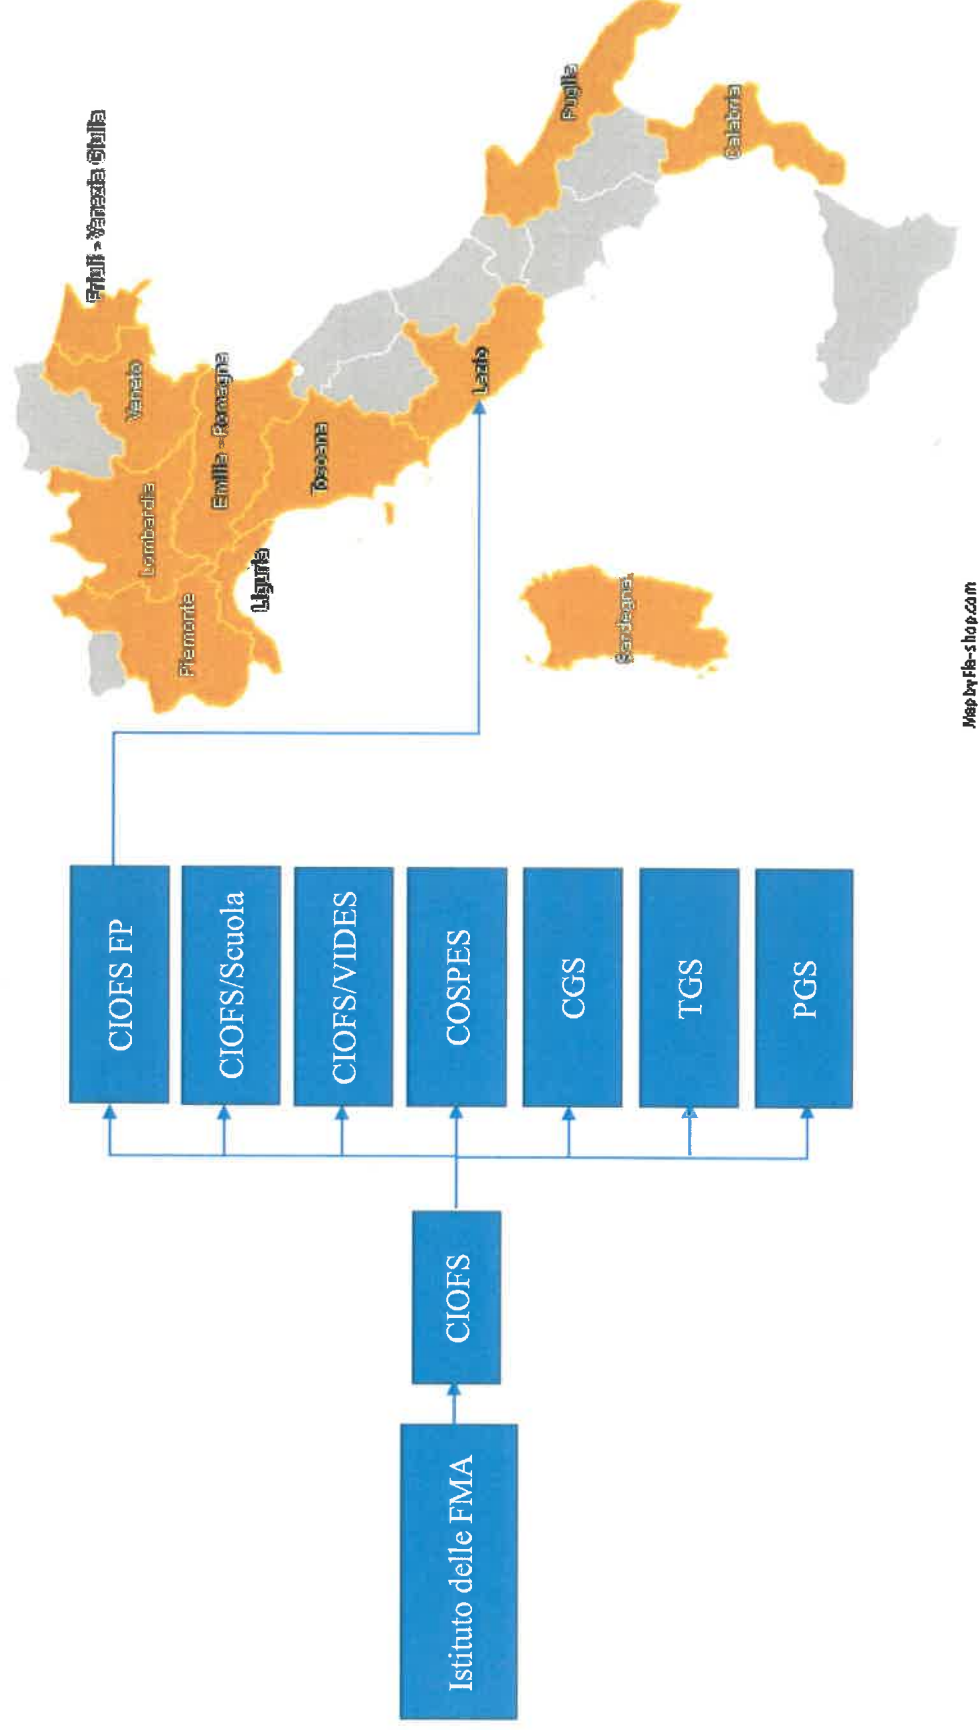 Istituto delle FMA
CIOFS
CIOFS FP
CIOFS/Scuola
CIOFS/VIDES
COSPES
CGS
TGS
PGS
Friuli - Venezia Giulia
Veneto
Lombardia
Piemonte
Emilia - Romagna
Liguria
Toscana
Lazio
Puglia
Calabria
Sardegna
Map by Fla-shop.com